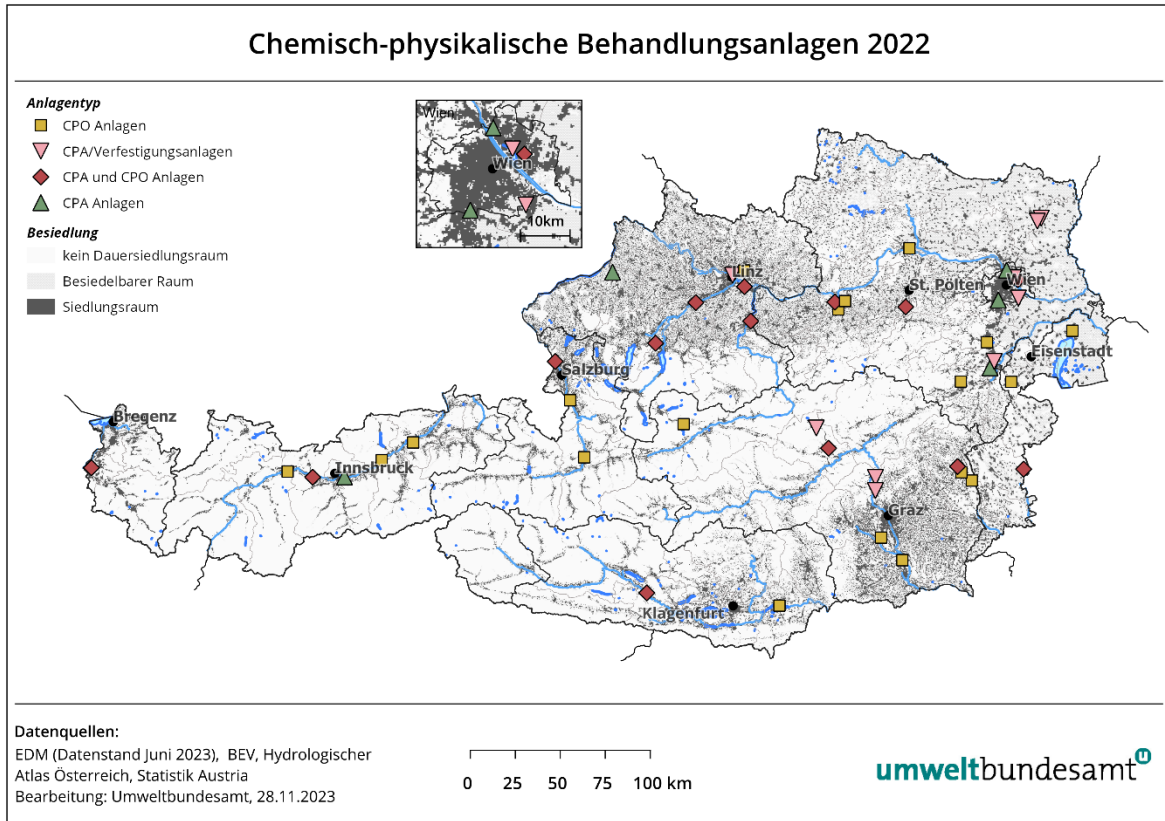 Chemisch-physikalische Behandlungsanlagen 2022
Anlagentyp
CPO Anlagen
CPA/Verfestigungsanlagen
CPA und CPO Anlagen
CPA Anlagen
Besiedlung
kein Dauersiedlungsraum
Besiedelbarer Raum
Siedlungsraum
Wien
Wien
10km
Linz
St. Pölten
Wien
Eisenstadt
Salzburg
Bregenz
Innsbruck
Graz
Klagenfurt
Datenquellen:
EDM (Datenstand Juni 2023), BEV, Hydrologischer
Atlas Österreich, Statistik Austria
Bearbeitung: Umweltbundesamt, 28.11.2023
0 25 50 75 100 km
umweltbundesamt u